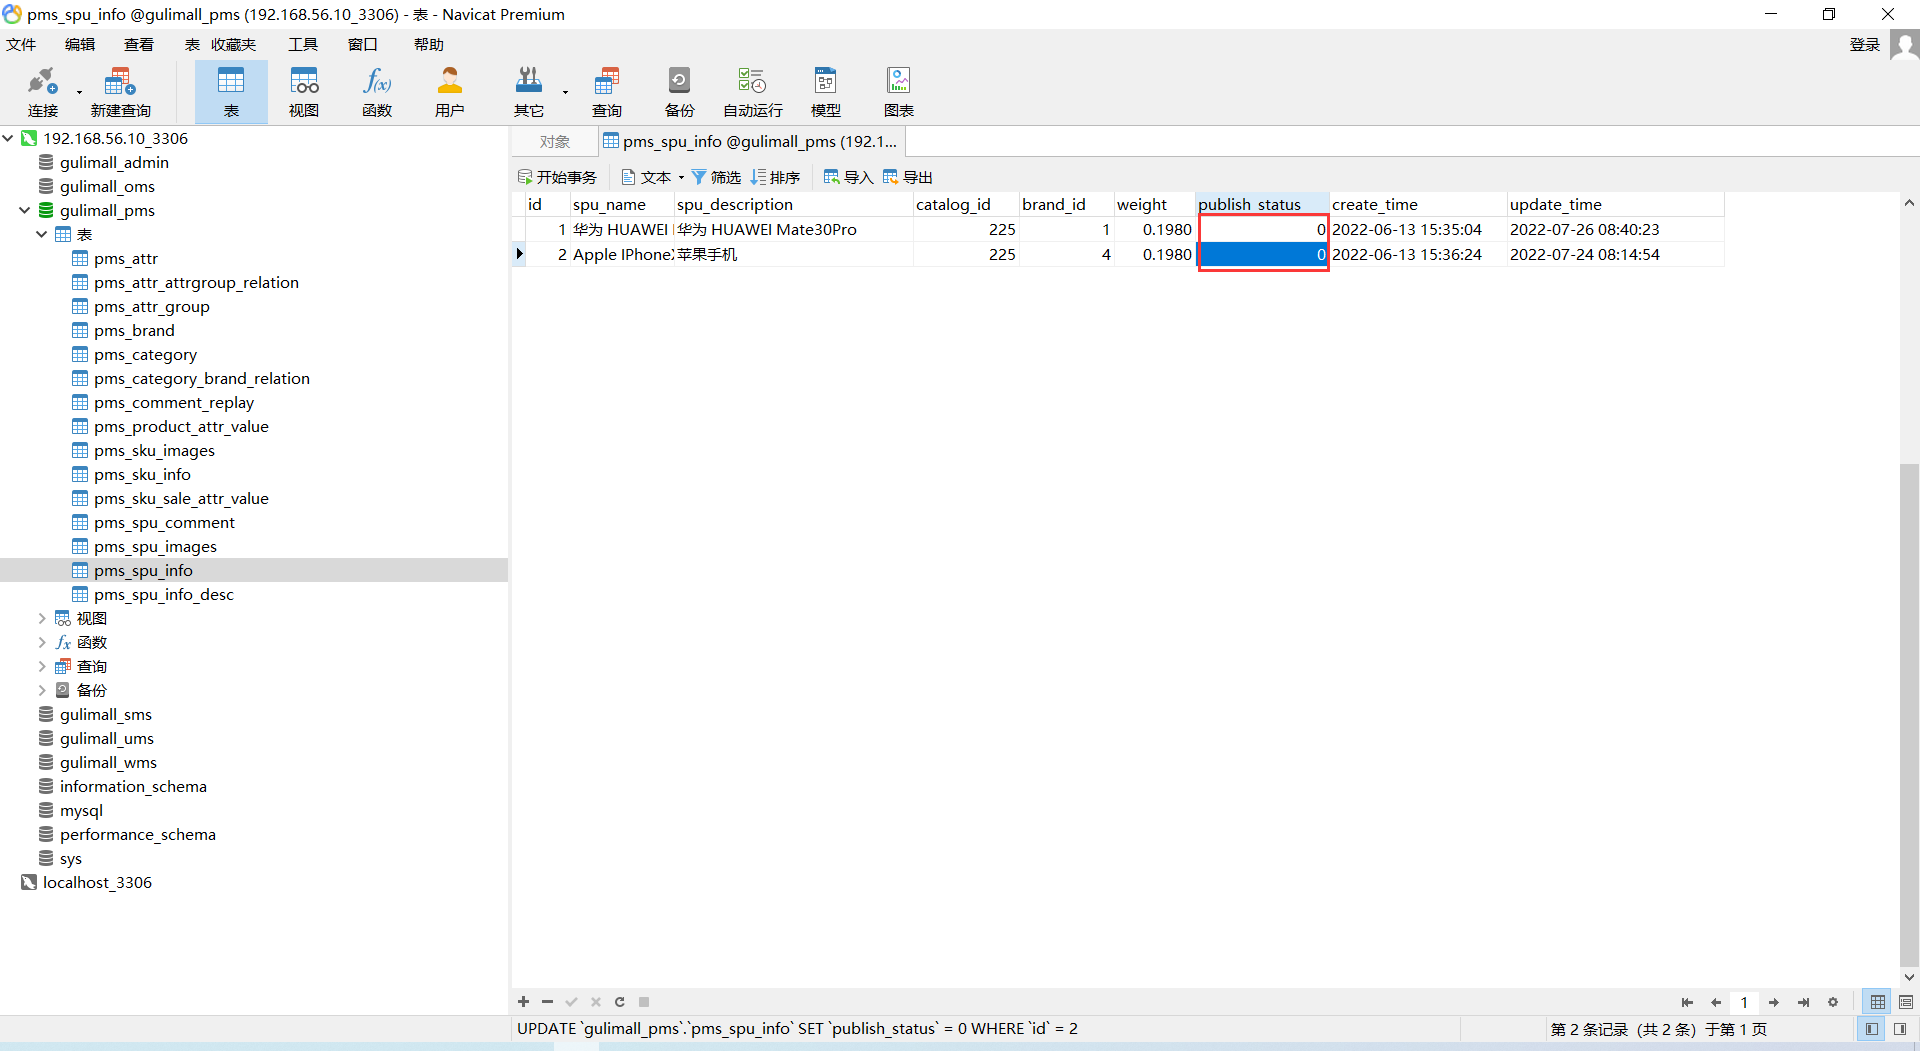 pms_spu_info @gulimall_pms (192.168.56.10_3306) - 表 - Navicat Premium
文件 编辑 查看 表 收藏夹 工具 窗口 帮助 登录
连接 新建查询 表 视图 函数 用户 其它 查询 备份 自动运行 模型 图表
192.168.56.10_3306
gulimall_admin
gulimall_oms
gulimall_pms
表
pms_attr
pms_attr_attrgroup_relation
pms_attr_group
pms_brand
pms_category
pms_category_brand_relation
pms_comment_replay
pms_product_attr_value
pms_sku_images
pms_sku_info
pms_sku_sale_attr_value
pms_spu_comment
pms_spu_images
pms_spu_info
pms_spu_info_desc
视图
函数
查询
备份
gulimall_sms
gulimall_ums
gulimall_wms
information_schema
mysql
performance_schema
sys
localhost_3306
对象 pms_spu_info @gulimall_pms (192.1...
开始事务 文本 筛选 排序 导入 导出
id spu_name spu_description catalog_id brand_id weight publish_status create_time update_time
1 华为 HUAWEI 华为 HUAWEI Mate30Pro 225 1 0.1980 0 2022-06-13 15:35:04 2022-07-26 08:40:23
2 Apple IPhone 苹果手机 225 4 0.1980 0 2022-06-13 15:36:24 2022-07-24 08:14:54
1
UPDATE `gulimall_pms`.`pms_spu_info` SET `publish_status` = 0 WHERE `id` = 2
第 2 条记录 (共 2 条) 于第 1 页